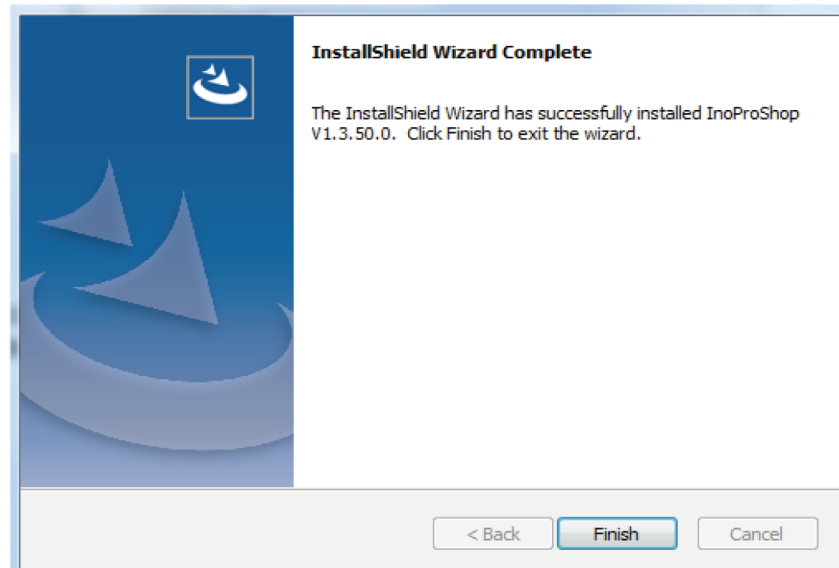 InstallShield Wizard Complete
The InstallShield Wizard has successfully installed InoProShop
V1.3.50.0. Click Finish to exit the wizard.
< Back
Finish
Cancel